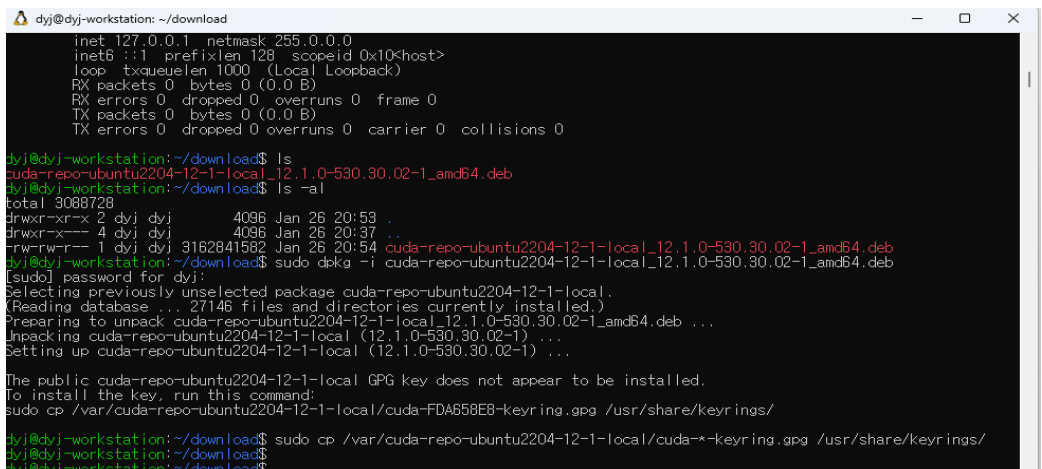 dyj@dyj-workstation: ~/download
inet 127.0.0.1 netmask 255.0.0.0
inet6 ::1 prefixlen 128 scopeid 0x10<host>
loop txqueuelen 1000 (Local Loopback)
RX packets 0 bytes 0 (0.0 B)
RX errors 0 dropped 0 overruns 0 frame 0
TX packets 0 bytes 0 (0.0 B)
TX errors 0 dropped 0 overruns 0 carrier 0 collisions 0
dyj@dyj-workstation:~/download$ ls
cuda-repo-ubuntu2204-12-1-local_12.1.0-530.30.02-1_amd64.deb
dyj@dyj-workstation:~/download$ ls -al
total 3088728
drwxr-xr-x 2 dyj dyj 4096 Jan 26 20:53 .
drwxr-x--- 4 dyj dyj 4096 Jan 26 20:37 ..
-rw-rw-r-- 1 dyj dyj 3162841582 Jan 26 20:54 cuda-repo-ubuntu2204-12-1-local_12.1.0-530.30.02-1_amd64.deb
dyj@dyj-workstation:~/download$ sudo dpkg -i cuda-repo-ubuntu2204-12-1-local_12.1.0-530.30.02-1_amd64.deb
[sudo] password for dyj:
Selecting previously unselected package cuda-repo-ubuntu2204-12-1-local.
(Reading database ... 27146 files and directories currently installed.)
Preparing to unpack cuda-repo-ubuntu2204-12-1-local_12.1.0-530.30.02-1_amd64.deb ...
Unpacking cuda-repo-ubuntu2204-12-1-local (12.1.0-530.30.02-1) ...
Setting up cuda-repo-ubuntu2204-12-1-local (12.1.0-530.30.02-1) ...
The public cuda-repo-ubuntu2204-12-1-local GPG key does not appear to be installed.
To install the key, run this command:
sudo cp /var/cuda-repo-ubuntu2204-12-1-local/cuda-FDA658E8-keyring.gpg /usr/share/keyrings/
dyj@dyj-workstation:~/download$ sudo cp /var/cuda-repo-ubuntu2204-12-1-local/cuda-*-keyring.gpg /usr/share/keyrings/
dyj@dyj-workstation:~/download$
dyj@dyj-workstation:~/download$